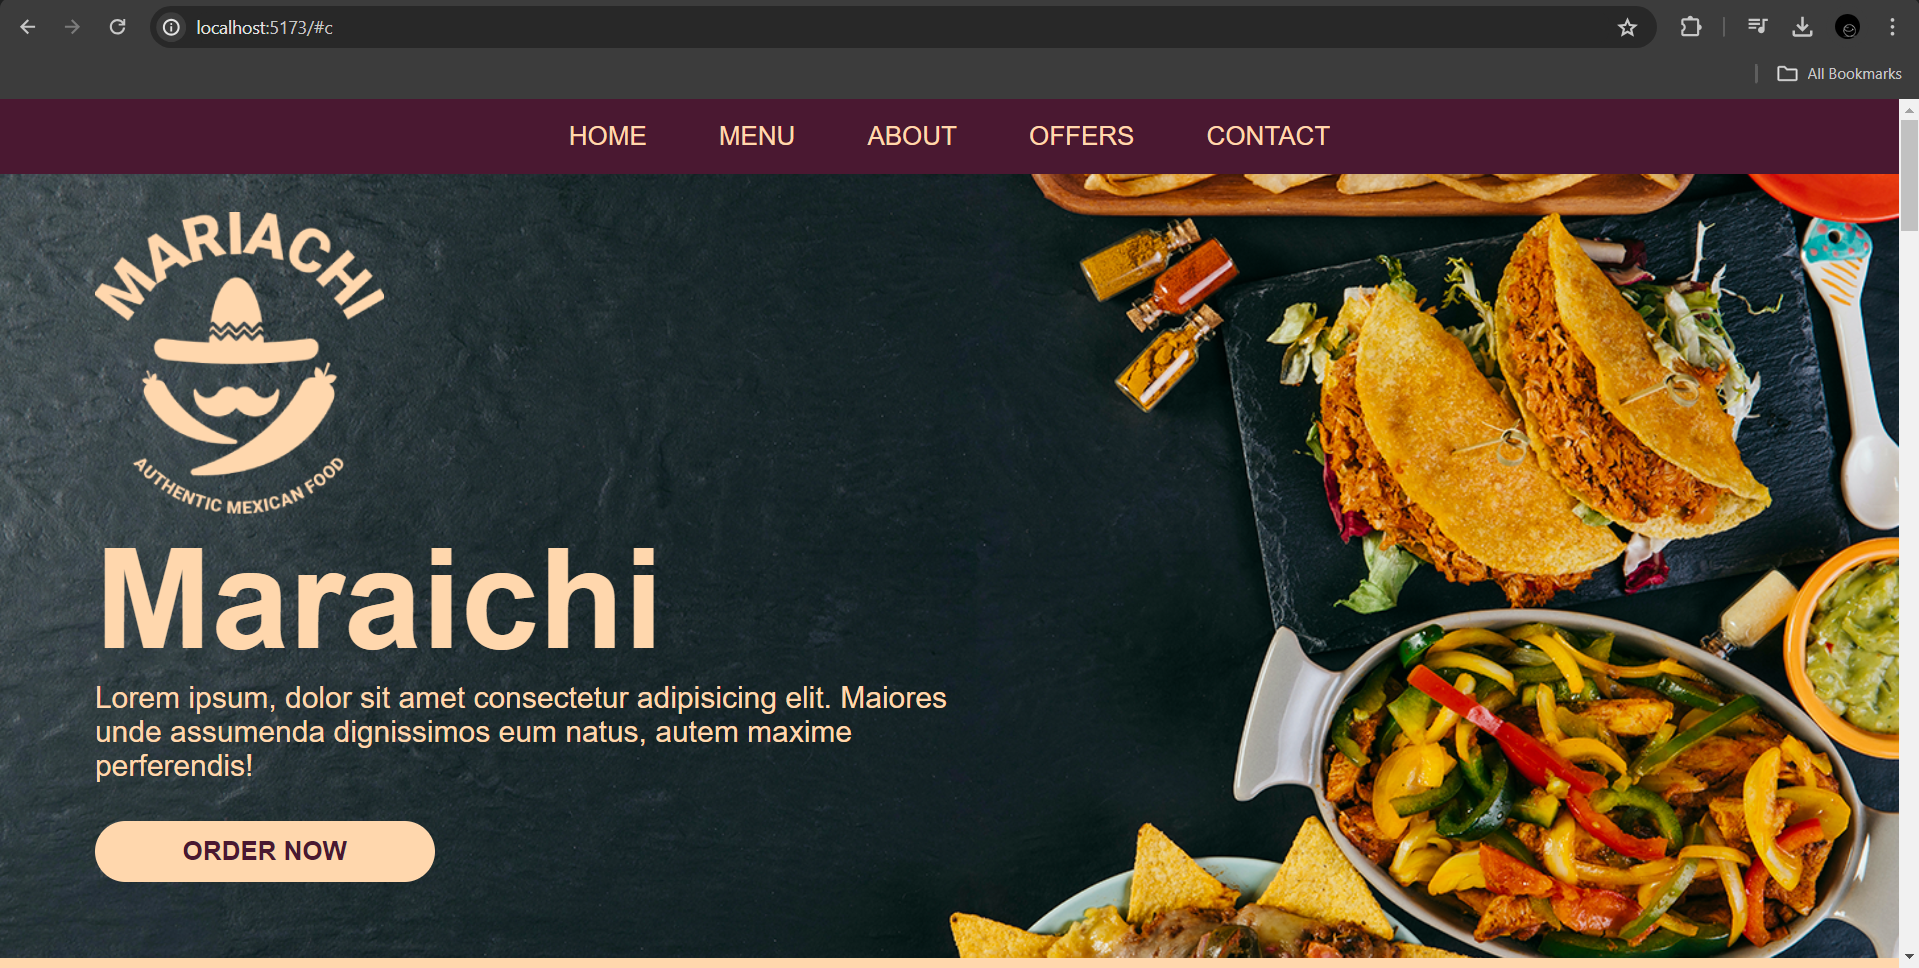 localhost:5173/#c
All Bookmarks
HOME MENU ABOUT OFFERS CONTACT
MARIACHI
AUTHENTIC MEXICAN FOOD
Maraichi
Lorem ipsum, dolor sit amet consectetur adipisicing elit. Maiores
unde assumenda dignissimos eum natus, autem maxime
perferendis!
ORDER NOW